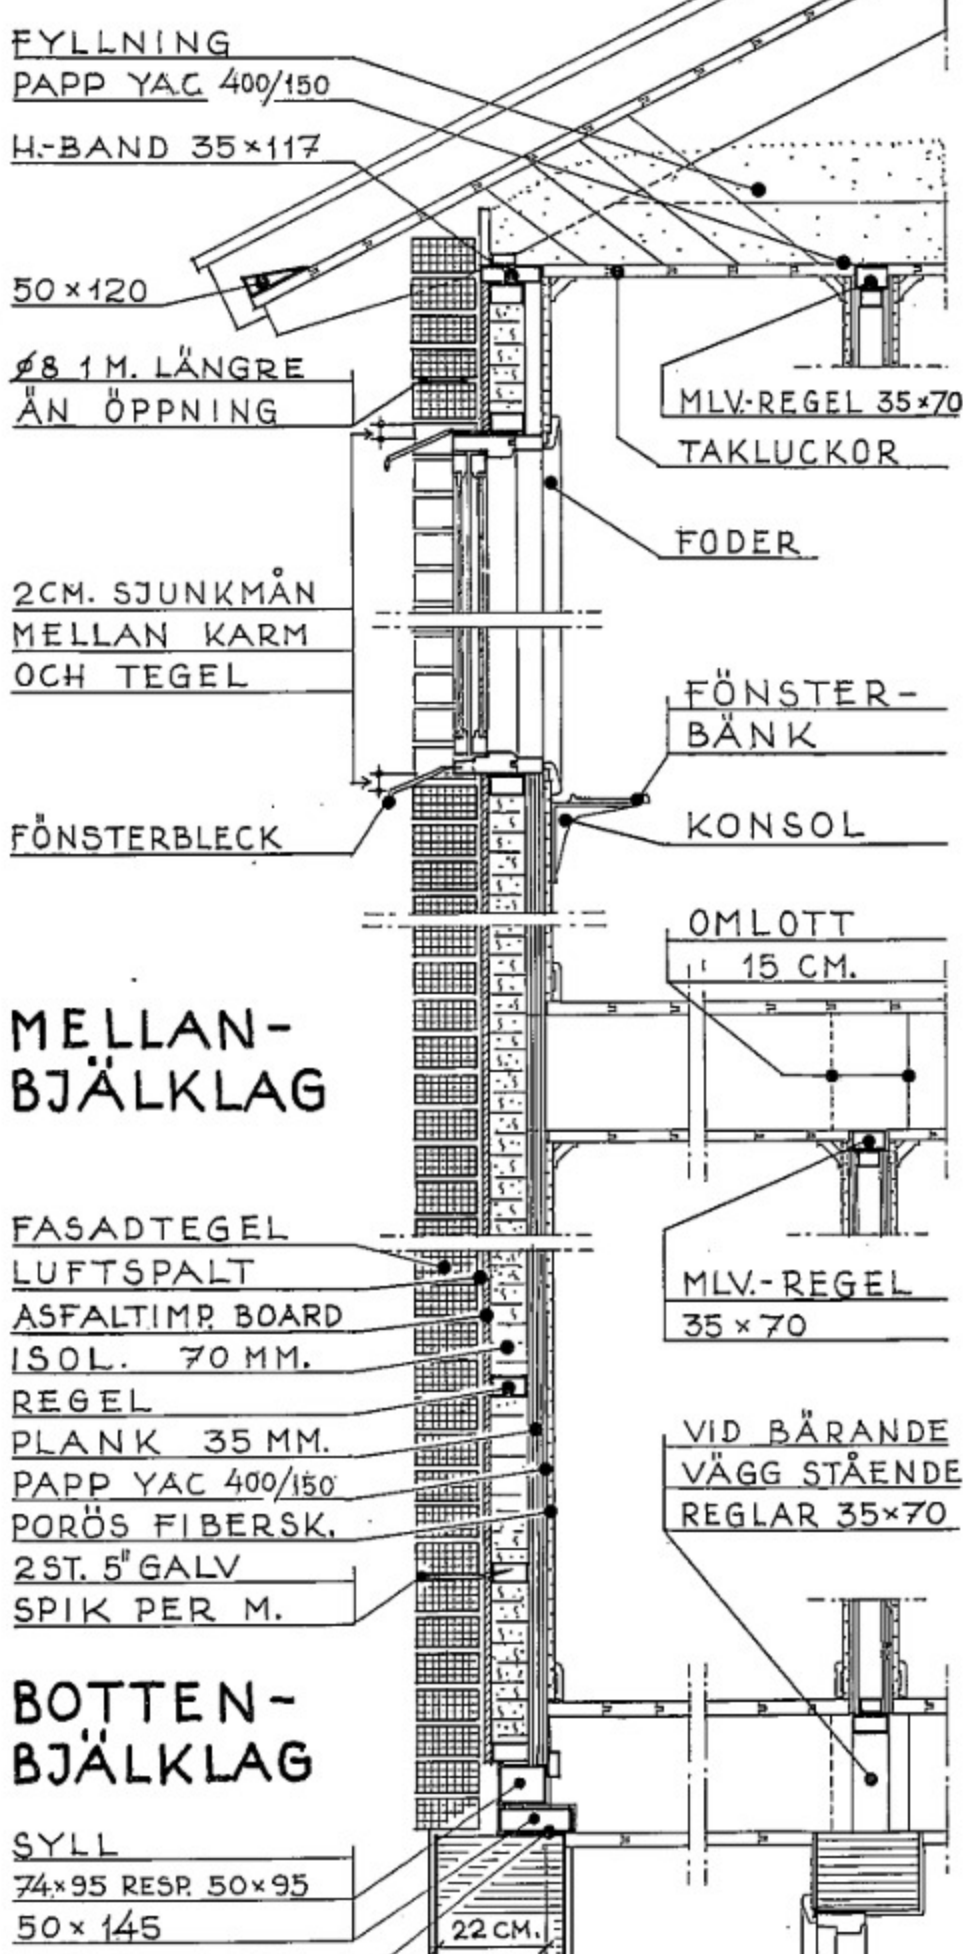 FYLLNING
PAPP YAC 400/150
H.-BAND 35×117
50×120
ø8 1 M. LÄNGRE
ÄN ÖPPNING
2CM. SJUNKMÅN
MELLAN KARM
OCH TEGEL
FÖNSTERBLECK
MELLAN-
BJÄLKLAG
FASADTEGEL
LUFTSPALT
ASFALTIMP. BOARD
ISOL. 70 MM.
REGEL
PLANK 35 MM.
PAPP YAC 400/150
PORÖS FIBERSK.
2 ST. 5" GALV
SPIK PER M.
BOTTEN-
BJÄLKLAG
SYLL
74×95 RESP. 50×95
50×145
22 CM.
MLV.-REGEL 35×70
TAKLUCKOR
FODER
FÖNSTER-
BÄNK
KONSOL
OMLOTT
15 CM.
MLV.-REGEL
35×70
VID BÄRANDE
VÄGG STÅENDE
REGLAR 35×70